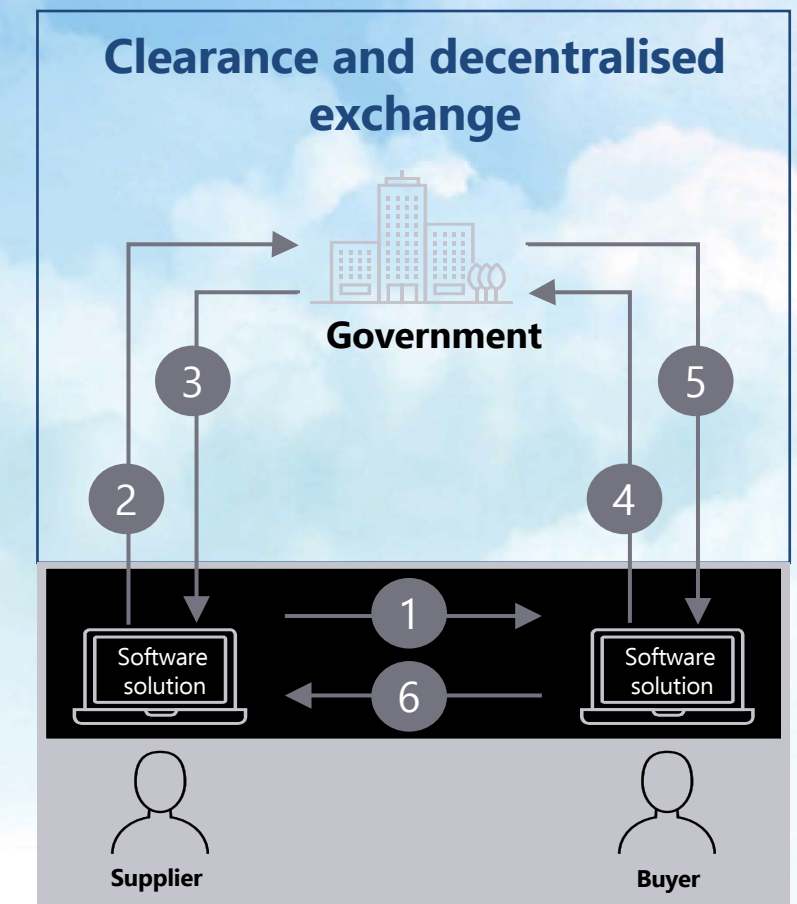 Clearance and decentralised
exchange
Government
3
5
2
4
1
Software
solution
Software
solution
6
Supplier
Buyer